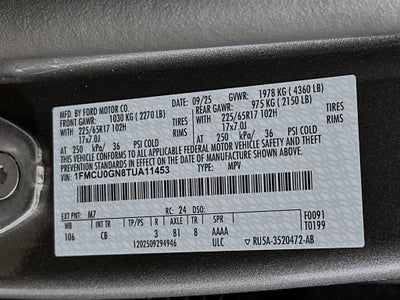 MFD. BY FORD MOTOR CO.
09/25 GVWR: 1978 KG ( 4360 LB)
FRONT GAWR: 1030 KG ( 2270 LB) REAR GAWR: 975 KG ( 2150 LB)
WITH 225/65R17 102H TIRES WITH 225/65R17 102H TIRES
17x7.0J RIMS 17x7.0J RIMS
AT 250 kPa/ 36 PSI COLD AT 250 kPa/ 36 PSI COLD
THIS VEHICLE CONFORMS TO ALL APPLICABLE FEDERAL MOTOR VEHICLE SAFETY AND THEFT
PREVENTION STANDARDS IN EFFECT ON THE DATE OF MANUFACTURE SHOWN ABOVE.
VIN: 1FMCU0GN8TUA11453 TYPE: MPV
EXT PNT: M7 RC: 24 DSO: F0091
WB INT TR TP/PS R AXLE TR T0199
106 CB 3 81 8 AAAA
1202509294946 ULC RU5A-3520472-AB